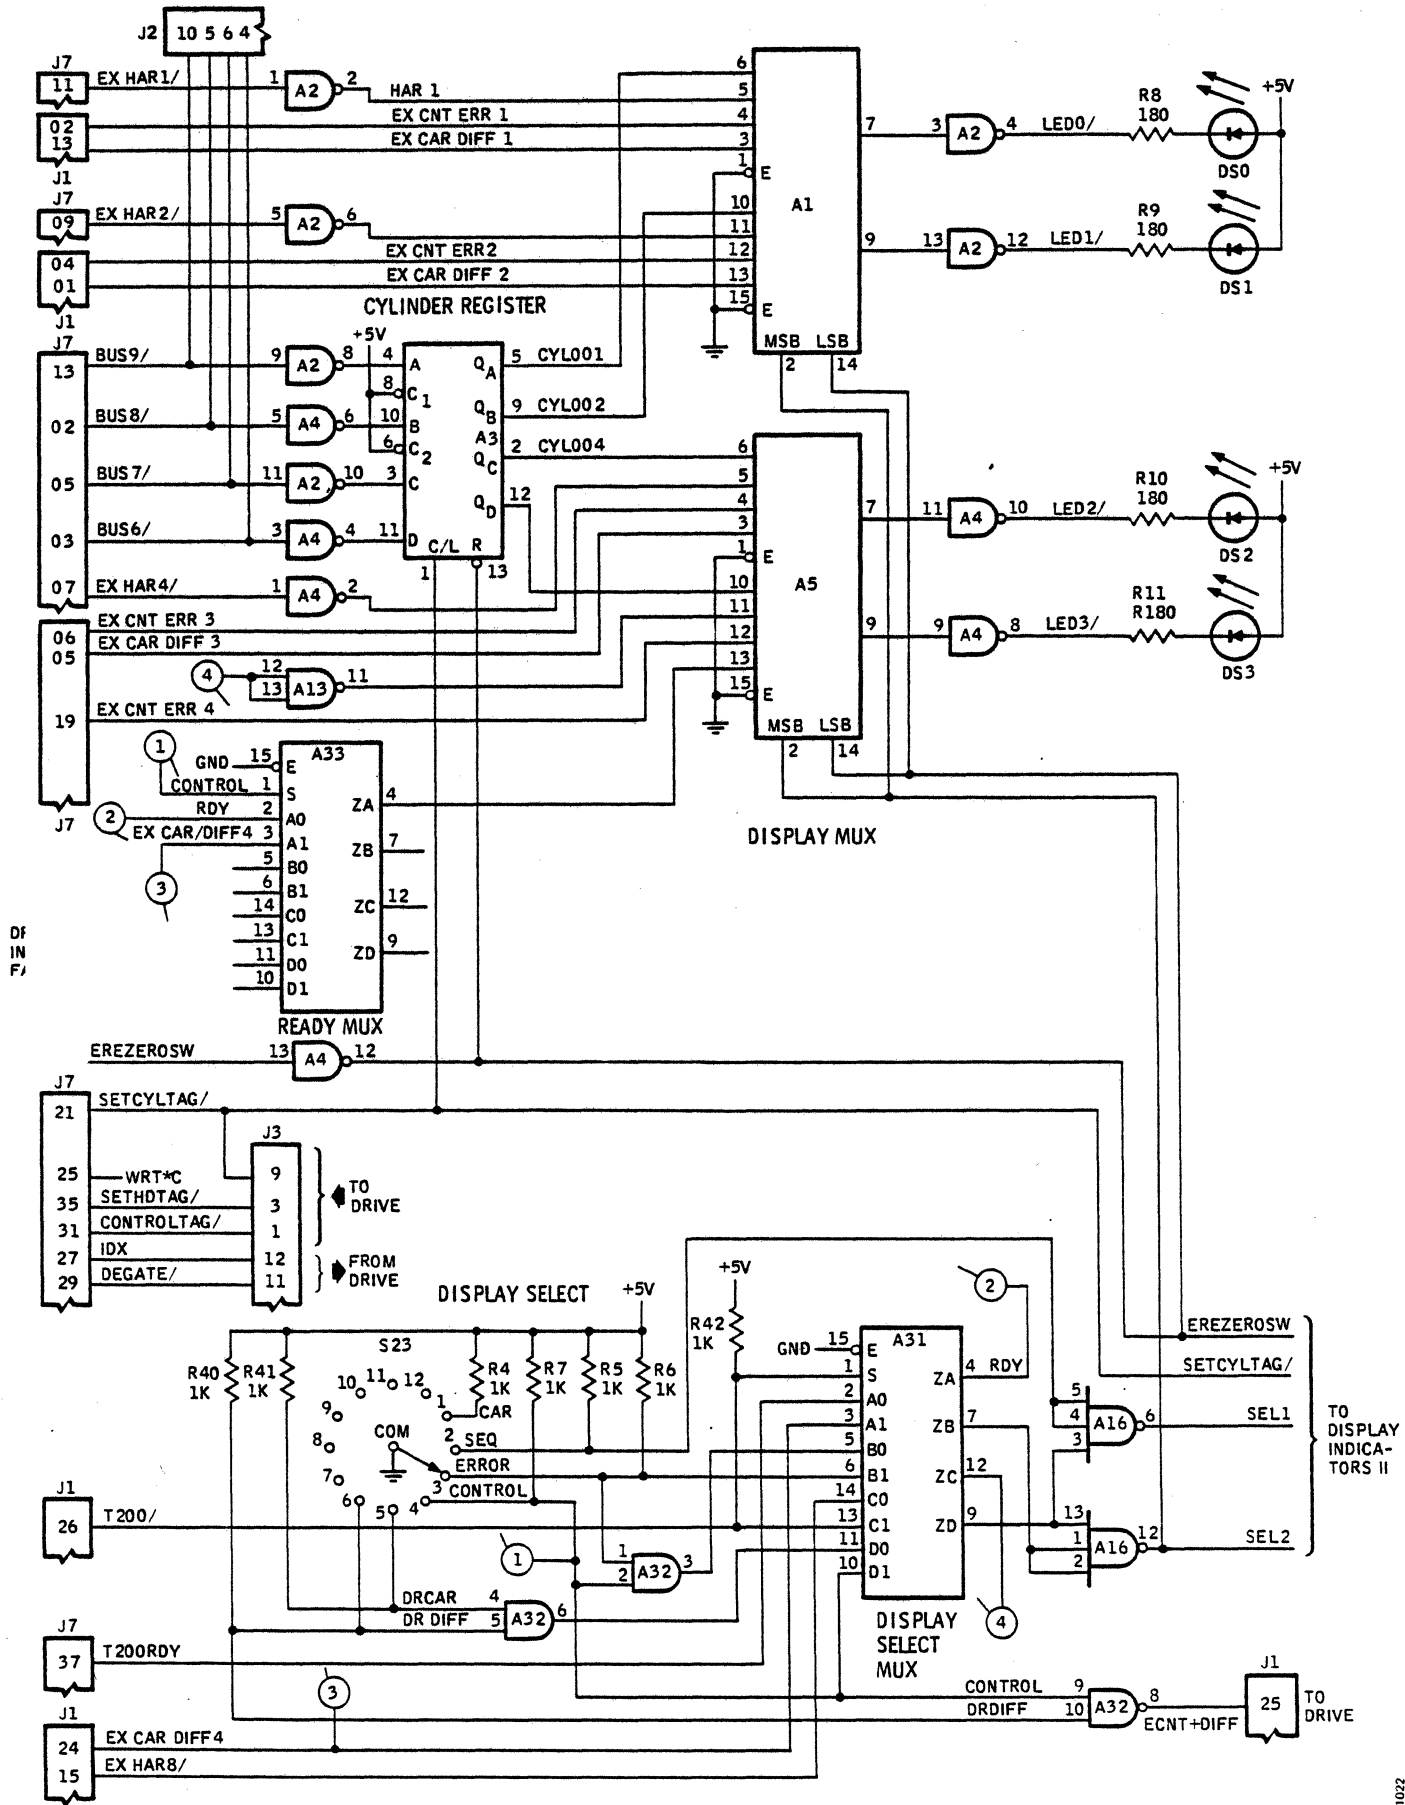 J2 10 5 6 4
J7
11 EX HAR1/ 1 A2 2 HAR 1
02 EX CNT ERR 1
13 EX CAR DIFF 1
J1
J7
09 EX HAR2/ 5 A2 6
04 EX CNT ERR2
01 EX CAR DIFF 2
J1
CYLINDER REGISTER
+5V
6
5
4
3
1 E
10
11
12
13
15 E
A1
MSB LSB
2 14
7 3 A2 4 LED0/ R8 180 DS0 +5V
9 13 A2 12 LED1/ R9 180 DS1
J7
13 BUS9/ 9 A2 8 4 A
8 C1
02 BUS8/ 5 A4 6 10 B
6 C2
05 BUS7/ 11 A2 10 3 C
03 BUS6/ 3 A4 4 11 D
07 EX HAR4/ 1 A4 2
QA 5 CYL001
QB 9 CYL002
A3
QC 2 CYL004
QD 12
C/L R
1 13
06 EX CNT ERR 3
05 EX CAR DIFF 3
4 12 13 A13 11
19 EX CNT ERR 4
J7
6
5
4
3
1 E
10
11
12
13
15 E
A5
MSB LSB
2 14
7 11 A4 10 LED2/ R10 180 DS2 +5V
9 9 A4 8 LED3/ R11 R180 DS3
DISPLAY MUX
A33
GND 15 E
1 CONTROL 1 S
2 RDY 2 A0
EX CAR/DIFF4 3 A1
3
5 B0
6 B1
14 C0
13 C1
11 D0
10 D1
ZA 4
ZB 7
ZC 12
ZD 9
READY MUX
EREZEROSW 13 A4 12
J7
21 SETCYLTAG/
J3
25 WRT*C 9
35 SETHDTAG/ 3
31 CONTROLTAG/ 1
TO
DRIVE
27 IDX 12
29 DEGATE/ 11
FROM
DRIVE
DISPLAY SELECT
+5V
S23
R40 1K
R41 1K
R4 1K
R7 1K
R5 1K
R6 1K
+5V
R42 1K
10 11 12
9
8
7
6
5
4
COM
1 CAR
2 SEQ
3 ERROR
CONTROL
J1
26 T200/
1
1 2 A32 3
DRCAR 4
DR DIFF 5
A32 6
A31
GND 15 E
1 S
2 A0
3 A1
5 B0
6 B1
14 C0
13 C1
11 D0
10 D1
ZA 4 RDY
2
ZB 7
ZC 12
ZD 9
4
DISPLAY
SELECT
MUX
5 4 3 A16 6 SEL1
13 1 2 A16 12 SEL2
EREZEROSW
SETCYLTAG/
TO
DISPLAY
INDICA-
TORS II
J7
37 T200RDY
3
J1
24 EX CAR DIFF4
15 EX HAR8/
CONTROL 9
DRDIFF 10
A32 8
ECNT+DIFF
J1
25
TO
DRIVE
1022